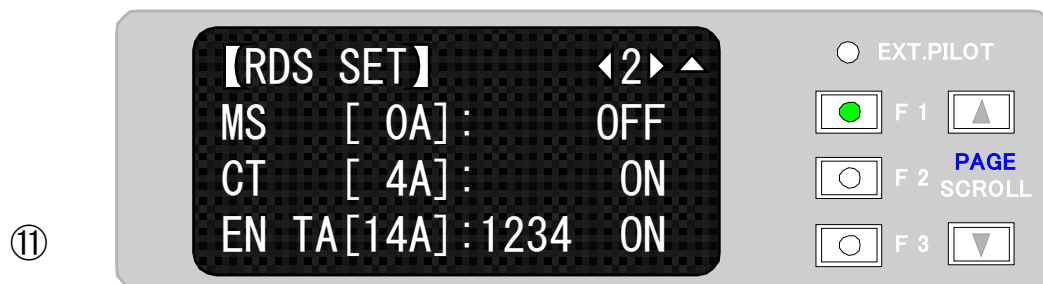 【RDS SET】 ◀2▶ ▲
MS [ 0A]: OFF
CT [ 4A]: ON
EN TA[14A]:1234 ON
EXT.PILOT
F 1
F 2
PAGE
SCROLL
F 3
⑪